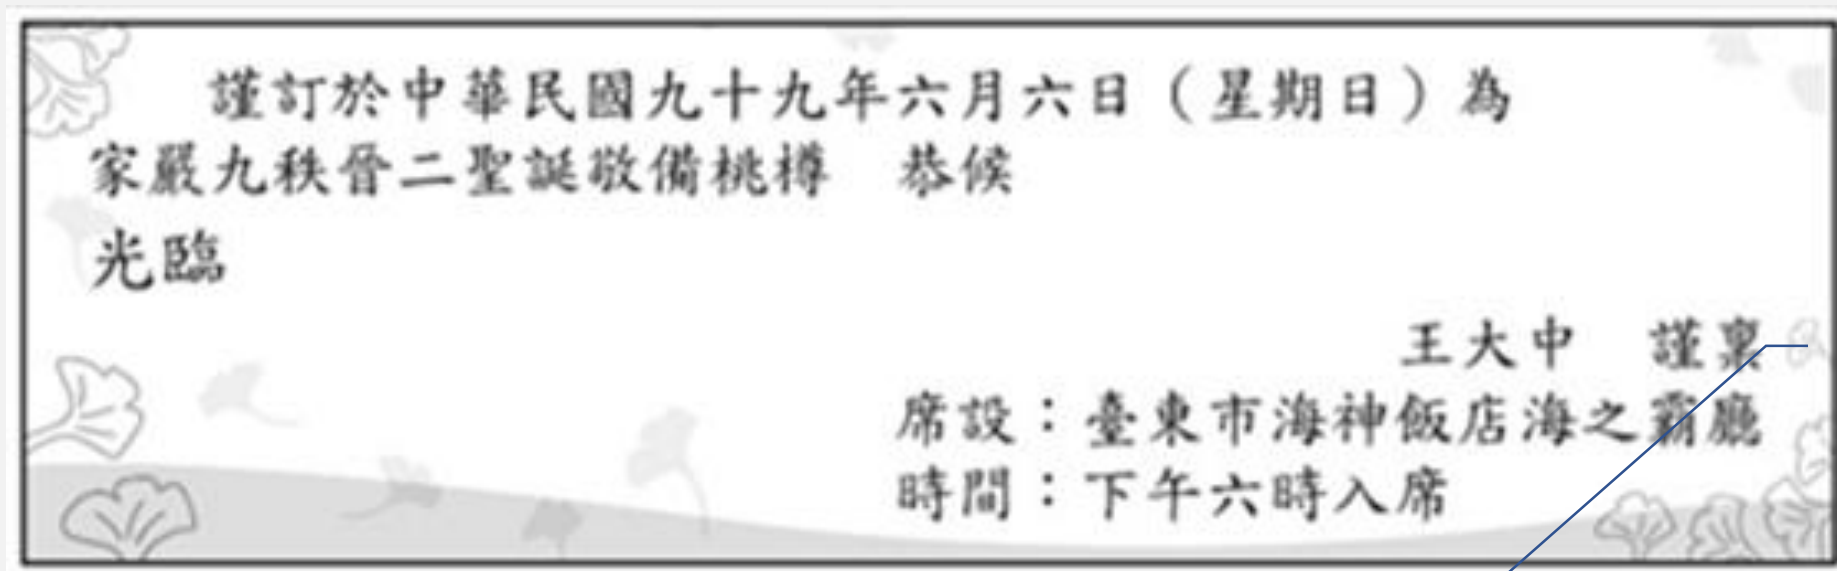 謹訂於中華民國九十九年六月六日（星期日）為
家嚴九秩晉二聖誕敬備桃樽　恭候
光臨
王大中　謹稟
席設：臺東市海神飯店海之霸廳
時間：下午六時入席